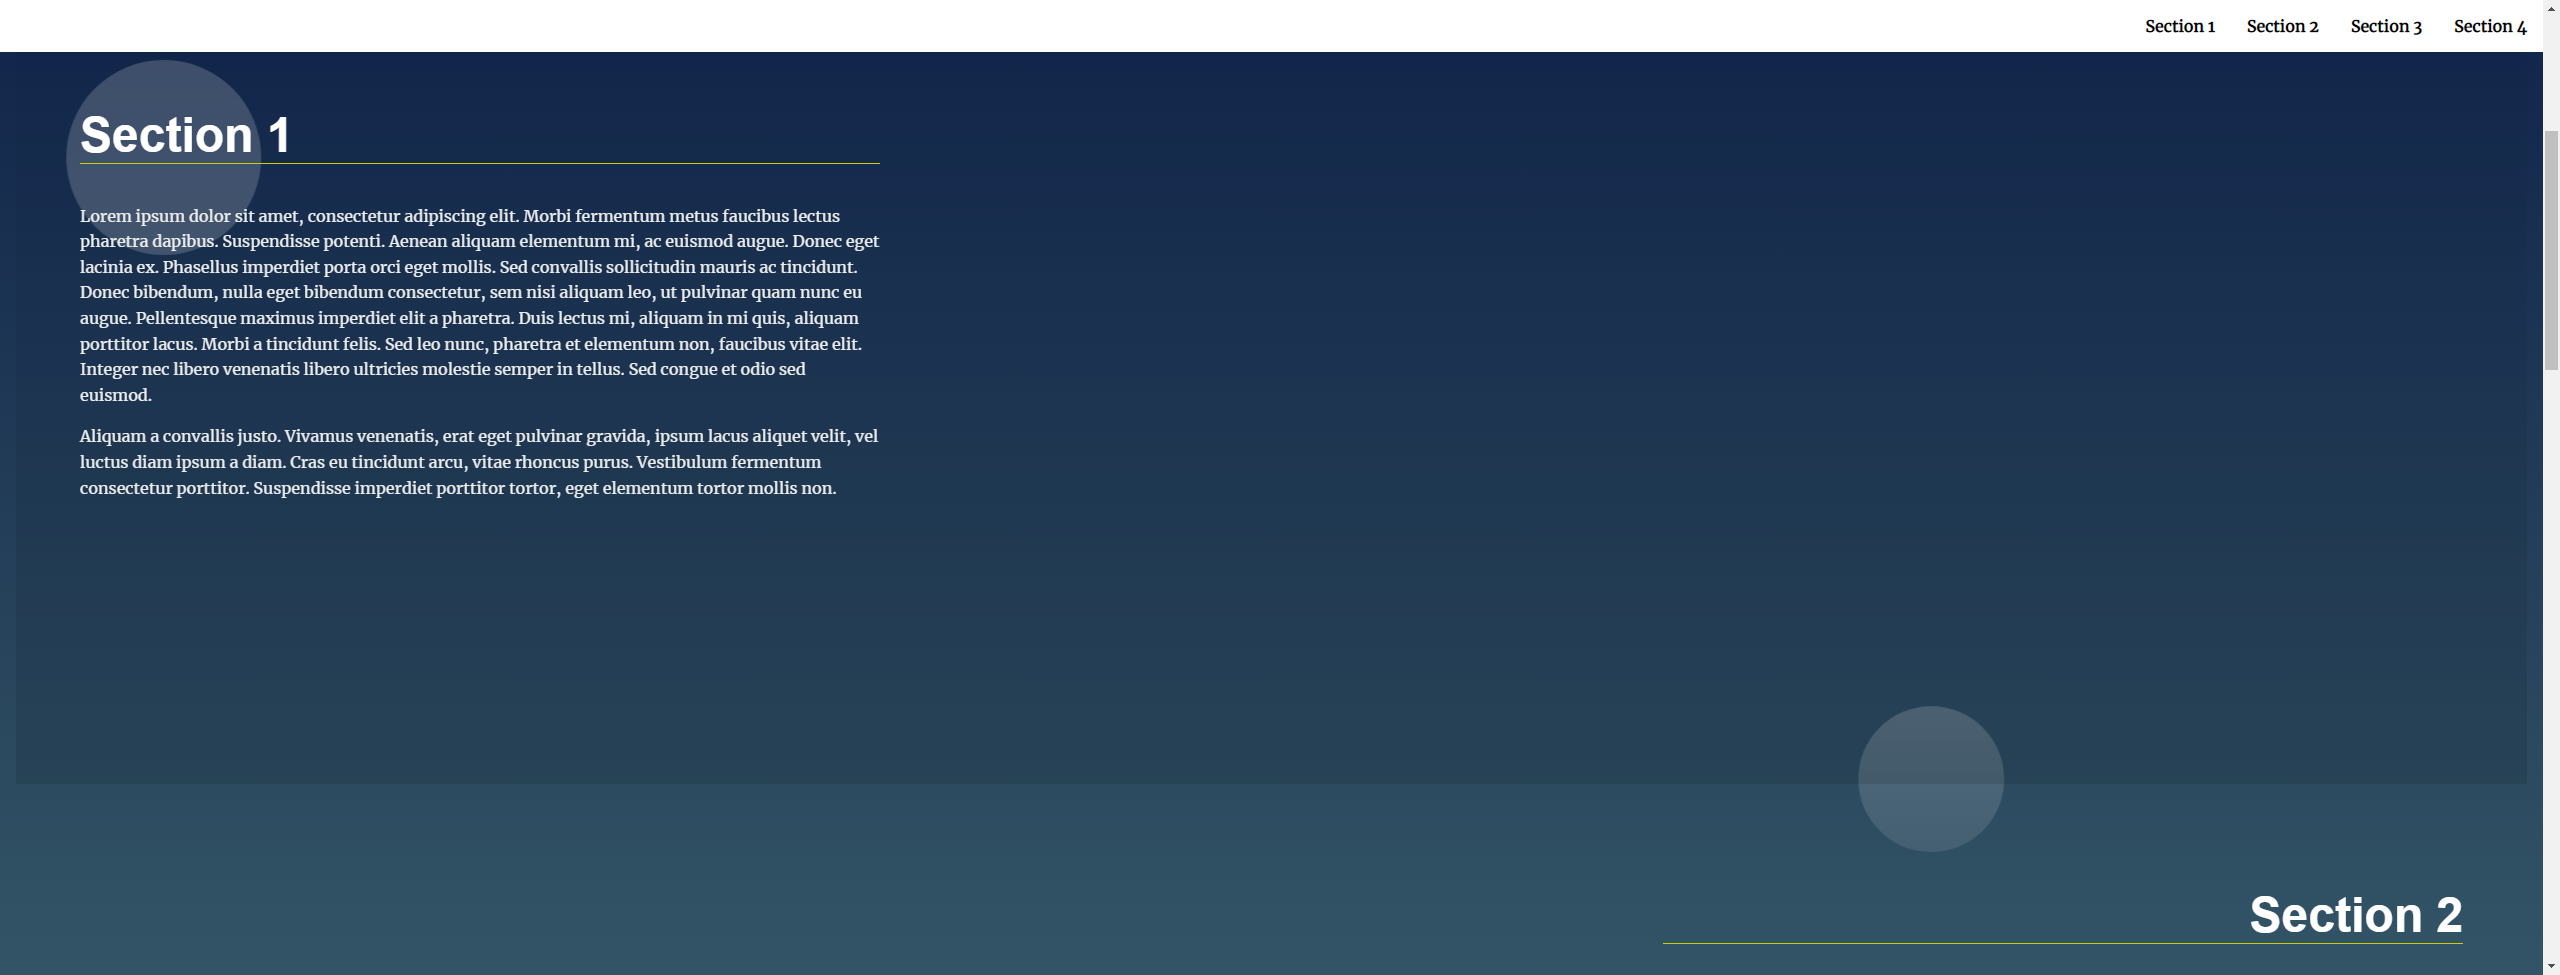 Section 1
Section 2
Section 3
Section 4
Section 1
Lorem ipsum dolor sit amet, consectetur adipiscing elit. Morbi fermentum metus faucibus lectus
pharetra dapibus. Suspendisse potenti. Aenean aliquam elementum mi, ac euismod augue. Donec eget
lacinia ex. Phasellus imperdiet porta orci eget mollis. Sed convallis sollicitudin mauris ac tincidunt.
Donec bibendum, nulla eget bibendum consectetur, sem nisi aliquam leo, ut pulvinar quam nunc eu
augue. Pellentesque maximus imperdiet elit a pharetra. Duis lectus mi, aliquam in mi quis, aliquam
porttitor lacus. Morbi a tincidunt felis. Sed leo nunc, pharetra et elementum non, faucibus vitae elit.
Integer nec libero venenatis libero ultricies molestie semper in tellus. Sed congue et odio sed
euismod.
Aliquam a convallis justo. Vivamus venenatis, erat eget pulvinar gravida, ipsum lacus aliquet velit, vel
luctus diam ipsum a diam. Cras eu tincidunt arcu, vitae rhoncus purus. Vestibulum fermentum
consectetur porttitor. Suspendisse imperdiet porttitor tortor, eget elementum tortor mollis non.
Section 2